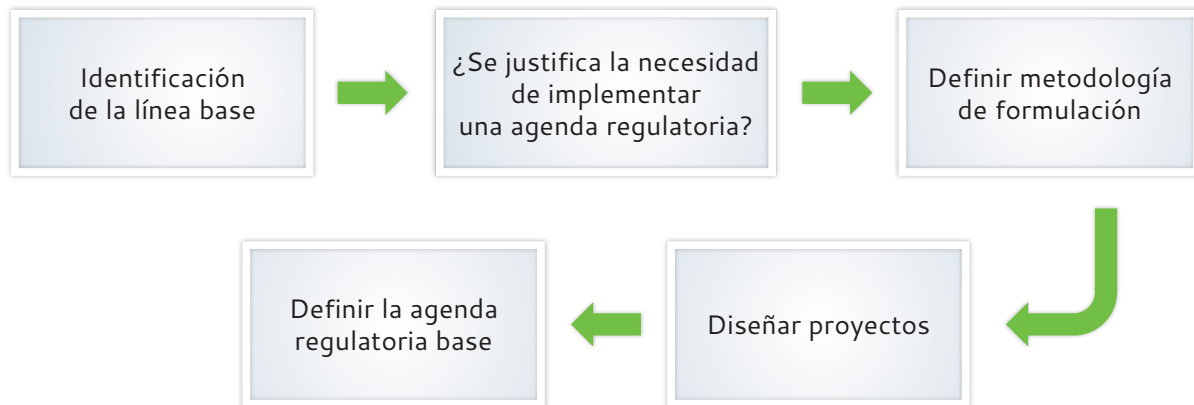 Identificación
de la línea base
¿Se justifica la necesidad
de implementar
una agenda regulatoria?
Definir metodología
de formulación
Diseñar proyectos
Definir la agenda
regulatoria base